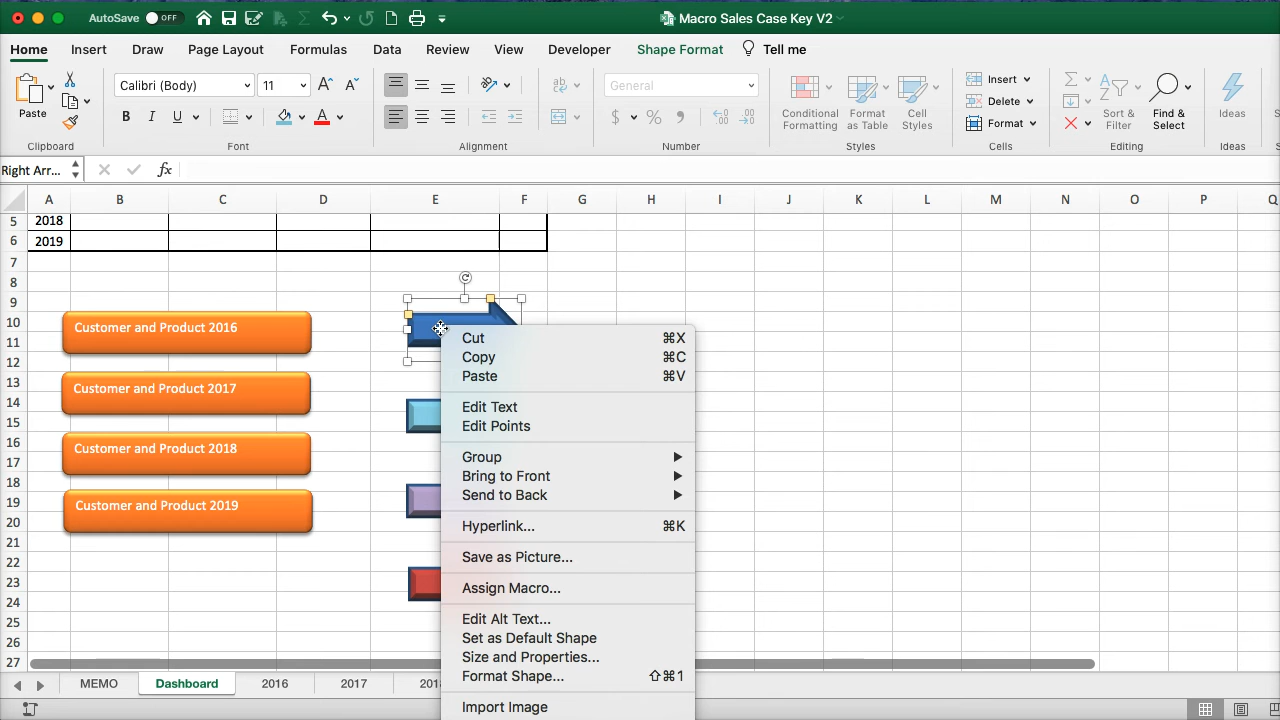 AutoSave OFF Macro Sales Case Key V2
Home Insert Draw Page Layout Formulas Data Review View Developer Shape Format Tell me
Paste
Calibri (Body) 11 A A
B I U A
ab
General
$ % 9
Conditional Formatting
Format as Table
Cell Styles
Insert
Delete
Format
Sort & Filter
Find & Select
Ideas
Clipboard Font Alignment Number Styles Cells Editing Ideas
Right Arr... fx
A B C D E F G H I J K L M N O P Q
5 2018
6 2019
7
8
9
10
11
12
13
14
15
16
17
18
19
20
21
22
23
24
25
26
27
Customer and Product 2016
Customer and Product 2017
Customer and Product 2018
Customer and Product 2019
Cut ⌘X
Copy ⌘C
Paste ⌘V
Edit Text
Edit Points
Group
Bring to Front
Send to Back
Hyperlink... ⌘K
Save as Picture...
Assign Macro...
Edit Alt Text...
Set as Default Shape
Size and Properties...
Format Shape... ⇧⌘1
Import Image
MEMO Dashboard 2016 2017